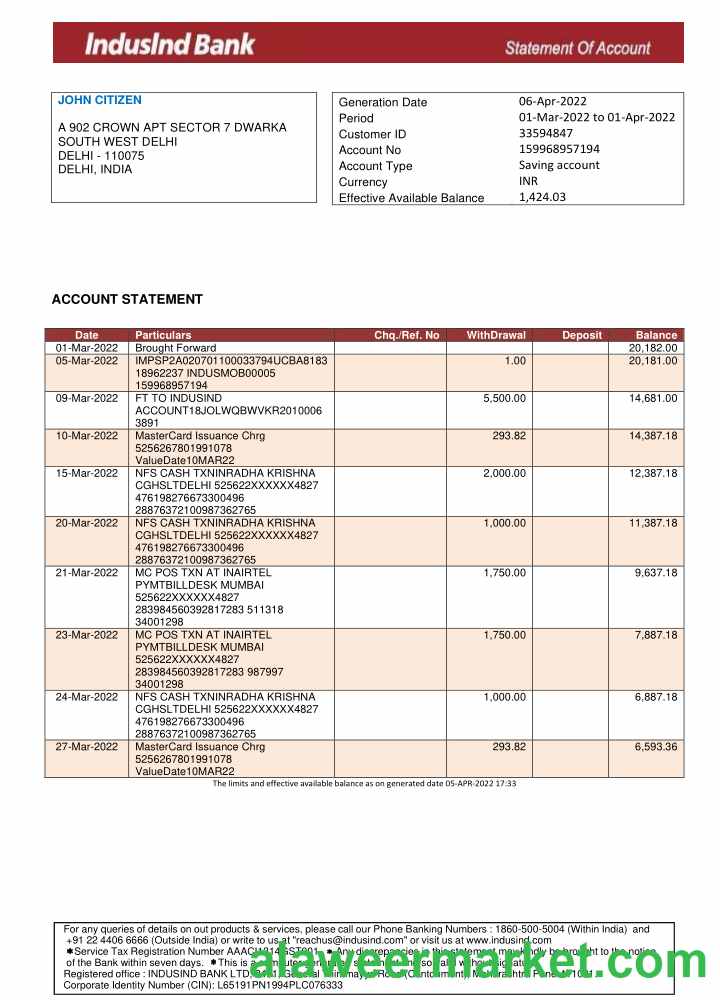 IndusInd Bank
Statement Of Account
JOHN CITIZEN
A 902 CROWN APT SECTOR 7 DWARKA
SOUTH WEST DELHI
DELHI - 110075
DELHI, INDIA
Generation Date 06-Apr-2022
Period 01-Mar-2022 to 01-Apr-2022
Customer ID 33594847
Account No 159968957194
Account Type Saving account
Currency INR
Effective Available Balance 1,424.03
ACCOUNT STATEMENT
Date Particulars Chq./Ref. No WithDrawal Deposit Balance
01-Mar-2022 Brought Forward 20,182.00
05-Mar-2022 IMPSP2A020701100033794UCBA8183 1.00 20,181.00
18962237 INDUSMOB00005
159968957194
09-Mar-2022 FT TO INDUSIND 5,500.00 14,681.00
ACCOUNT18JOLWQBWVKR2010006
3891
10-Mar-2022 MasterCard Issuance Chrg 293.82 14,387.18
5256267801991078
ValueDate10MAR22
15-Mar-2022 NFS CASH TXNINRADHA KRISHNA 2,000.00 12,387.18
CGHSLTDELHI 525622XXXXXX4827
476198276673300496
28876372100987362765
20-Mar-2022 NFS CASH TXNINRADHA KRISHNA 1,000.00 11,387.18
CGHSLTDELHI 525622XXXXXX4827
476198276673300496
28876372100987362765
21-Mar-2022 MC POS TXN AT INAIRTEL 1,750.00 9,637.18
PYMTBILLDESK MUMBAI
525622XXXXXX4827
283984560392817283 511318
34001298
23-Mar-2022 MC POS TXN AT INAIRTEL 1,750.00 7,887.18
PYMTBILLDESK MUMBAI
525622XXXXXX4827
283984560392817283 987997
34001298
24-Mar-2022 NFS CASH TXNINRADHA KRISHNA 1,000.00 6,887.18
CGHSLTDELHI 525622XXXXXX4827
476198276673300496
28876372100987362765
27-Mar-2022 MasterCard Issuance Chrg 293.82 6,593.36
5256267801991078
ValueDate10MAR22
The limits and effective available balance as on generated date 05-APR-2022 17:33
For any queries of details on out products & services, please call our Phone Banking Numbers : 1860-500-5004 (Within India) and
+91 22 4406 6666 (Outside India) or write to us at "reachus@indusind.com" or visit us at www.indusind.com
✱Service Tax Registration Number ✱ Any discrepancies in this statement may kindly be brought to the notice
of the Bank within seven days. ✱This is a computer generated statement and so valid without signature
Registered office : INDUSIND BANK LTD,
Corporate Identity Number (CIN): L65191PN1994PLC076333
alaweermarket.com